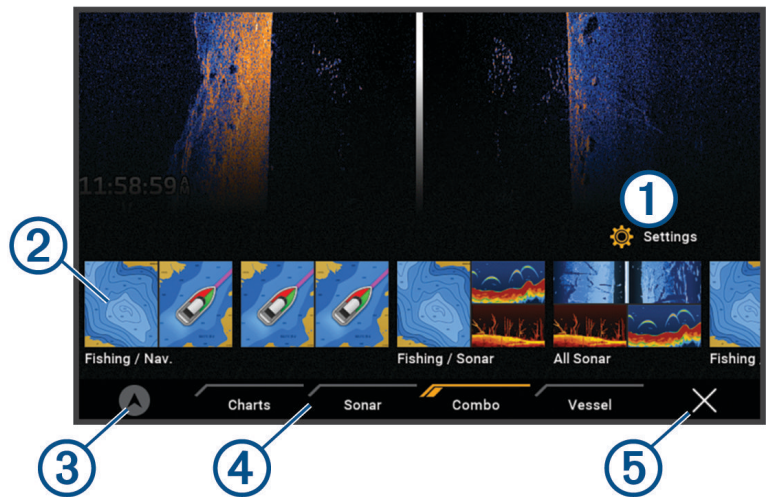 11:58:59
1
Settings
2
Fishing / Nav.
Fishing / Sonar
All Sonar
Fishing
Charts
Sonar
Combo
Vessel
3
4
5